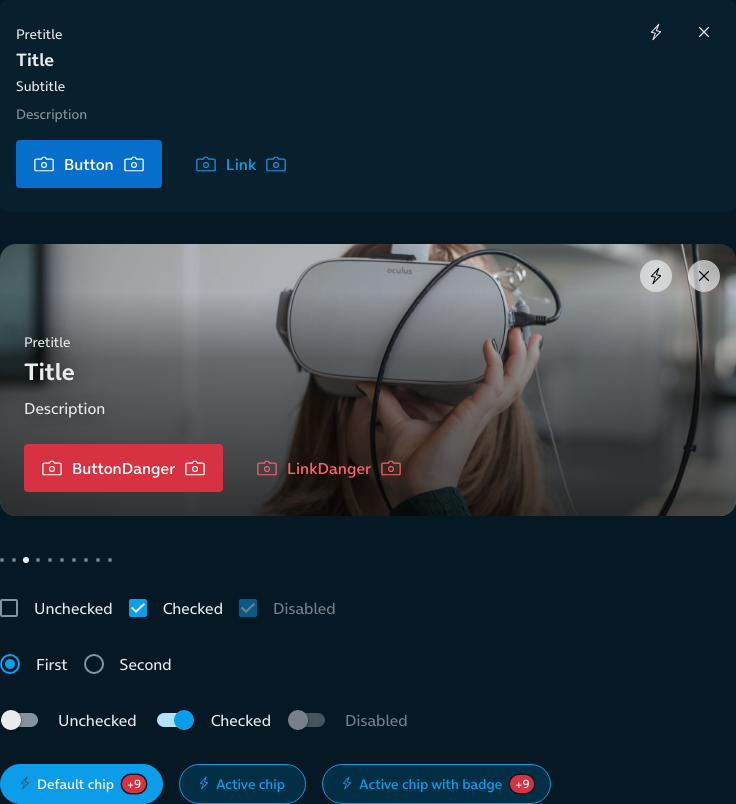 Pretitle
Title
Subtitle
Description
Button Link
oculus
Pretitle
Title
Description
ButtonDanger LinkDanger
Unchecked Checked Disabled
First Second
Unchecked Checked Disabled
Default chip +9 Active chip Active chip with badge +9